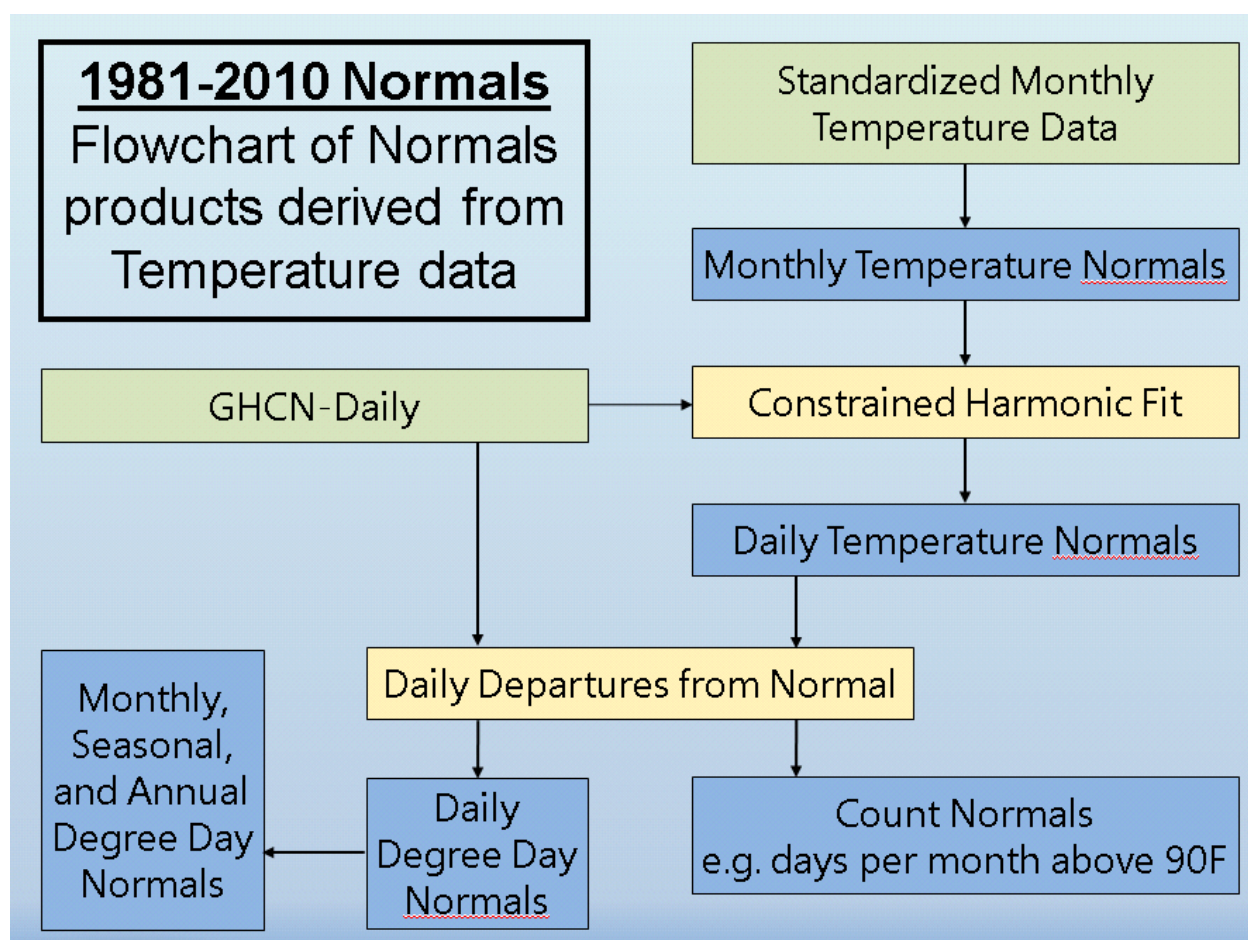 1981-2010 Normals
Flowchart of Normals
products derived from
Temperature data
Standardized Monthly
Temperature Data
Monthly Temperature Normals
GHCN-Daily
Constrained Harmonic Fit
Daily Temperature Normals
Daily Departures from Normal
Monthly,
Seasonal,
and Annual
Degree Day
Normals
Daily
Degree Day
Normals
Count Normals
e.g. days per month above 90F